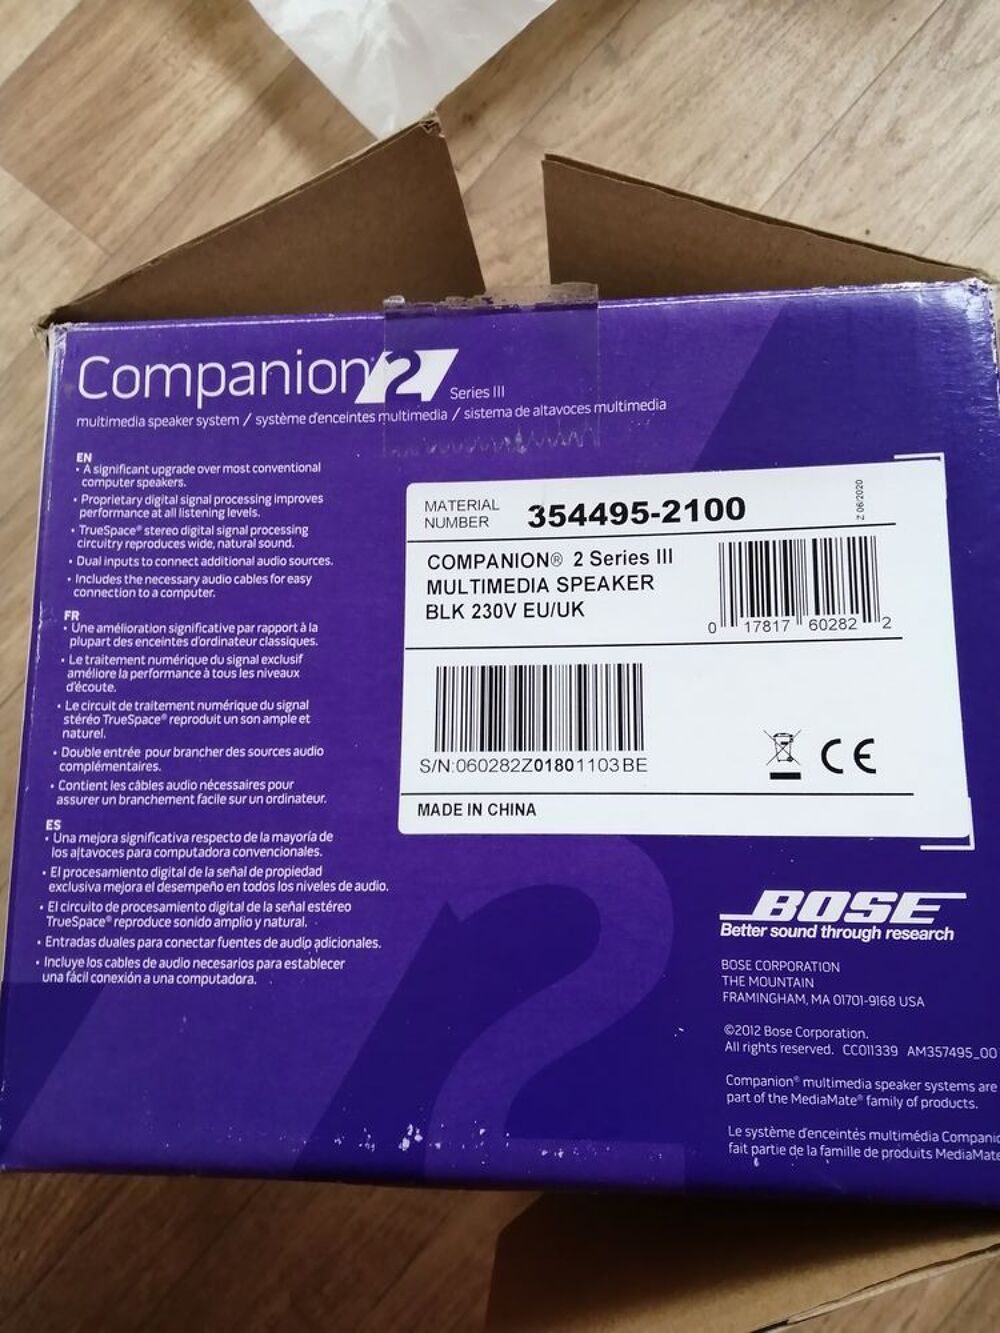 Companion® 2 Series III
multimedia speaker system / système d'enceintes multimedia / sistema de altavoces multimedia
EN
• A significant upgrade over most conventional
computer speakers.
• Proprietary digital signal processing improves
performance at all listening levels.
• TrueSpace® stereo digital signal processing
circuitry reproduces wide, natural sound.
• Dual inputs to connect additional audio sources.
• Includes the necessary audio cables for easy
connection to a computer.
FR
• Une amélioration significative par rapport à la
plupart des enceintes d'ordinateur classiques.
• Le traitement numérique du signal exclusif
améliore la performance à tous les niveaux
d'écoute.
• Le circuit de traitement numérique du signal
stéréo TrueSpace® reproduit un son ample et
naturel.
• Double entrée pour brancher des sources audio
complémentaires.
• Contient les câbles audio nécessaires pour
assurer un branchement facile sur un ordinateur.
ES
• Una mejora significativa respecto de la mayoría de
los altavoces para computadora convencionales.
• El procesamiento digital de la señal de propiedad
exclusiva mejora el desempeño en todos los niveles de audio.
• El circuito de procesamiento digital de la señal estéreo
TrueSpace® reproduce sonido amplio y natural.
• Entradas duales para conectar fuentes de audio adicionales.
• Incluye los cables de audio necesarios para establecer
una fácil conexión a una computadora.
MATERIAL
NUMBER
354495-2100
Z 06/2020
COMPANION® 2 Series III
MULTIMEDIA SPEAKER
BLK 230V EU/UK
0 17817 60282 2
S/N:060282Z01801103BE
CE
MADE IN CHINA
BOSE
Better sound through research
BOSE CORPORATION
THE MOUNTAIN
FRAMINGHAM, MA 01701-9168 USA
©2012 Bose Corporation.
All rights reserved. CC011339 AM357495_00
Companion® multimedia speaker systems are
part of the MediaMate® family of products.
Le système d'enceintes multimédia Companio
fait partie de la famille de produits MediaMate
2